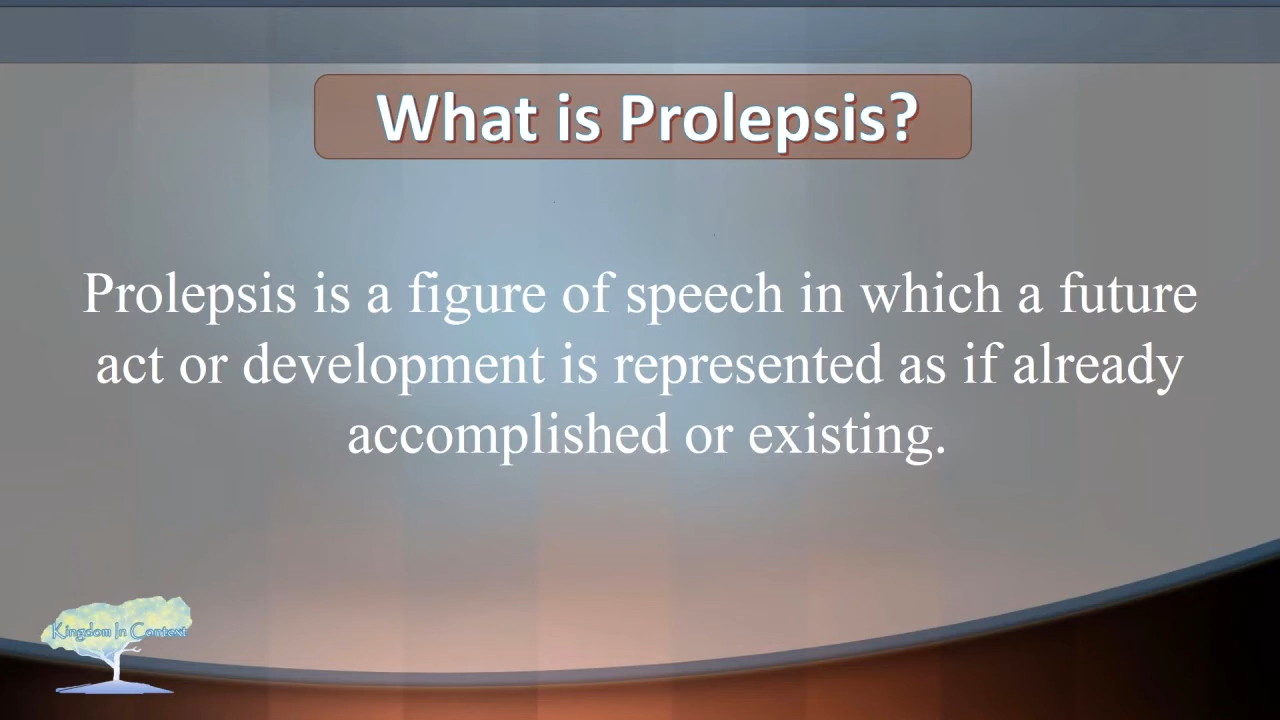 What is Prolepsis?
Prolepsis is a figure of speech in which a future
act or development is represented as if already
accomplished or existing.
Kingdom In Context